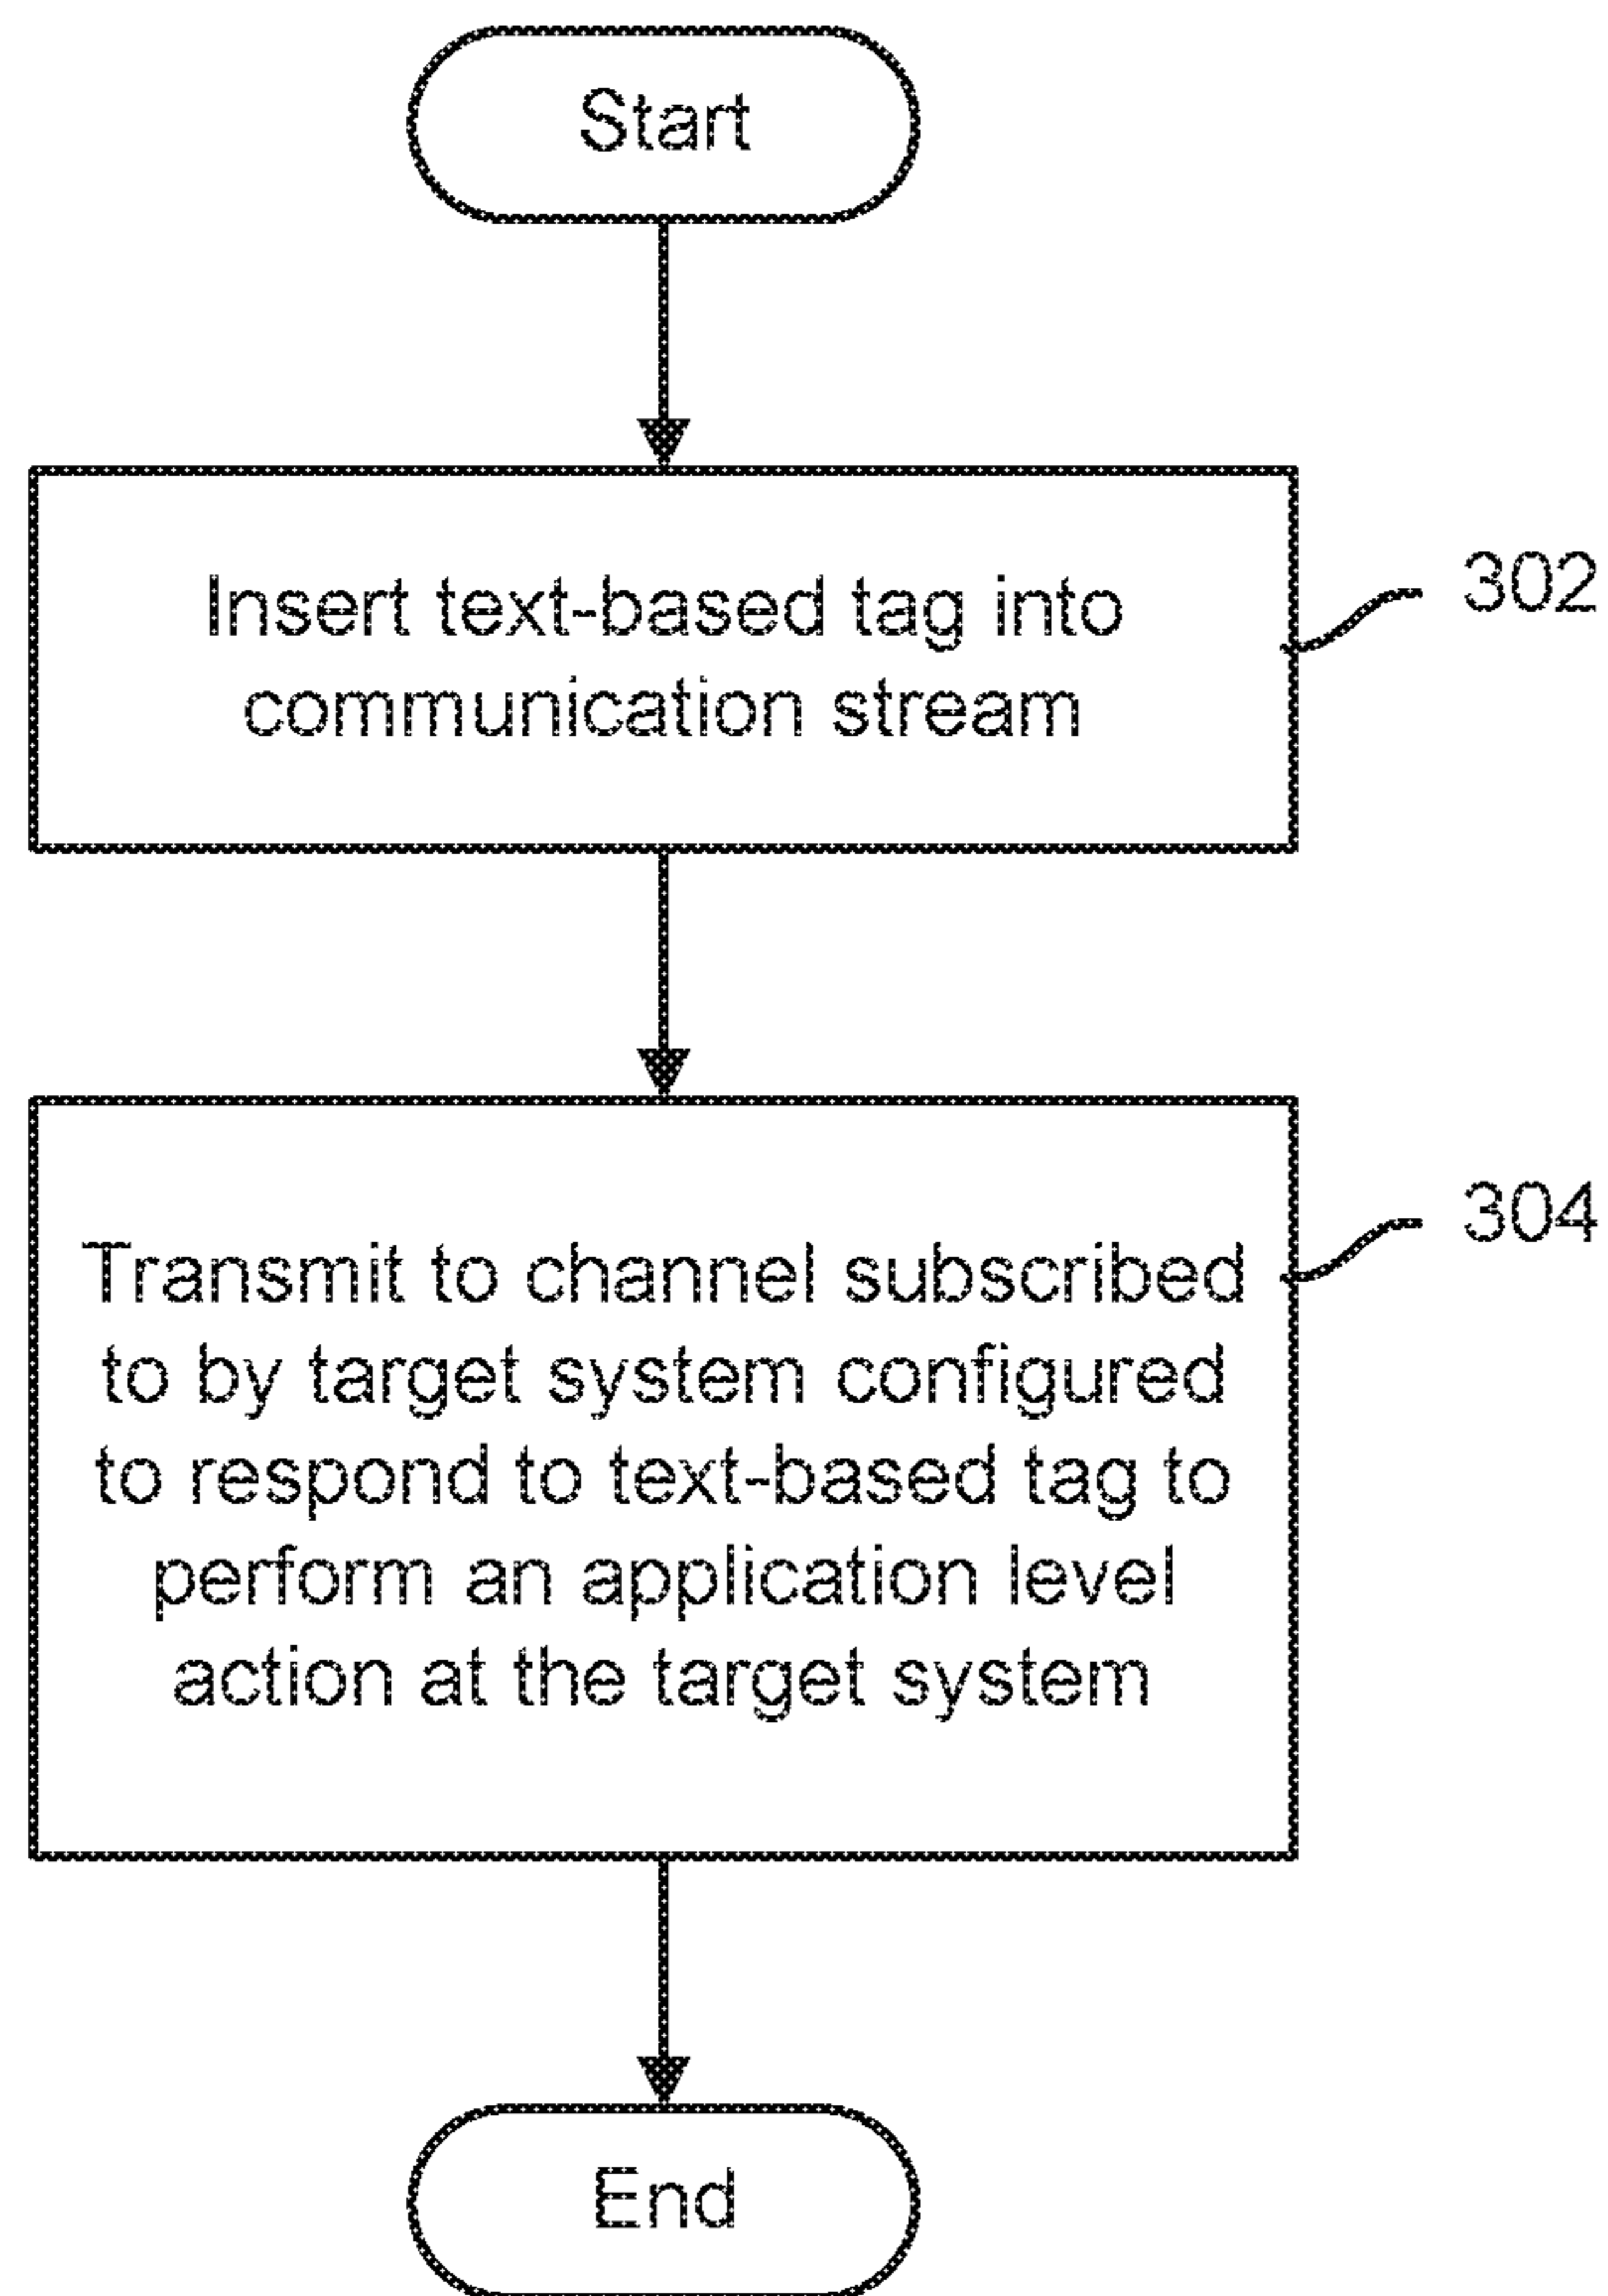 Start
Insert text-based tag into
communication stream
302
Transmit to channel subscribed
to by target system configured
to respond to text-based tag to
perform an application level
action at the target system
304
End